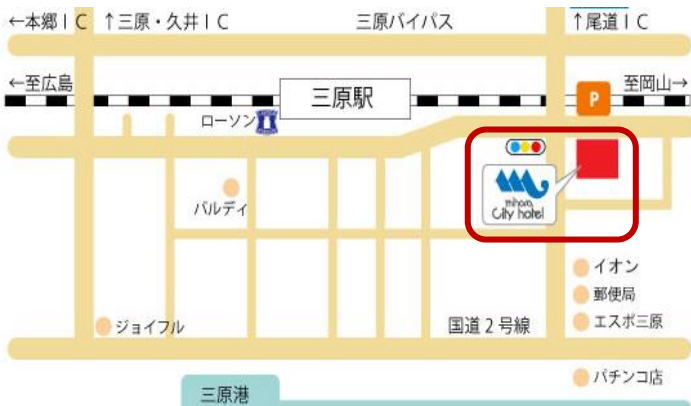 ←本郷IC ↑三原・久井IC 三原バイパス ↑尾道IC
←至広島 三原駅 P 至岡山→
ローソン
バルディ
mihara
City hotel
イオン
郵便局
ジョイフル 国道2号線 エスポ三原
パチンコ店
三原港